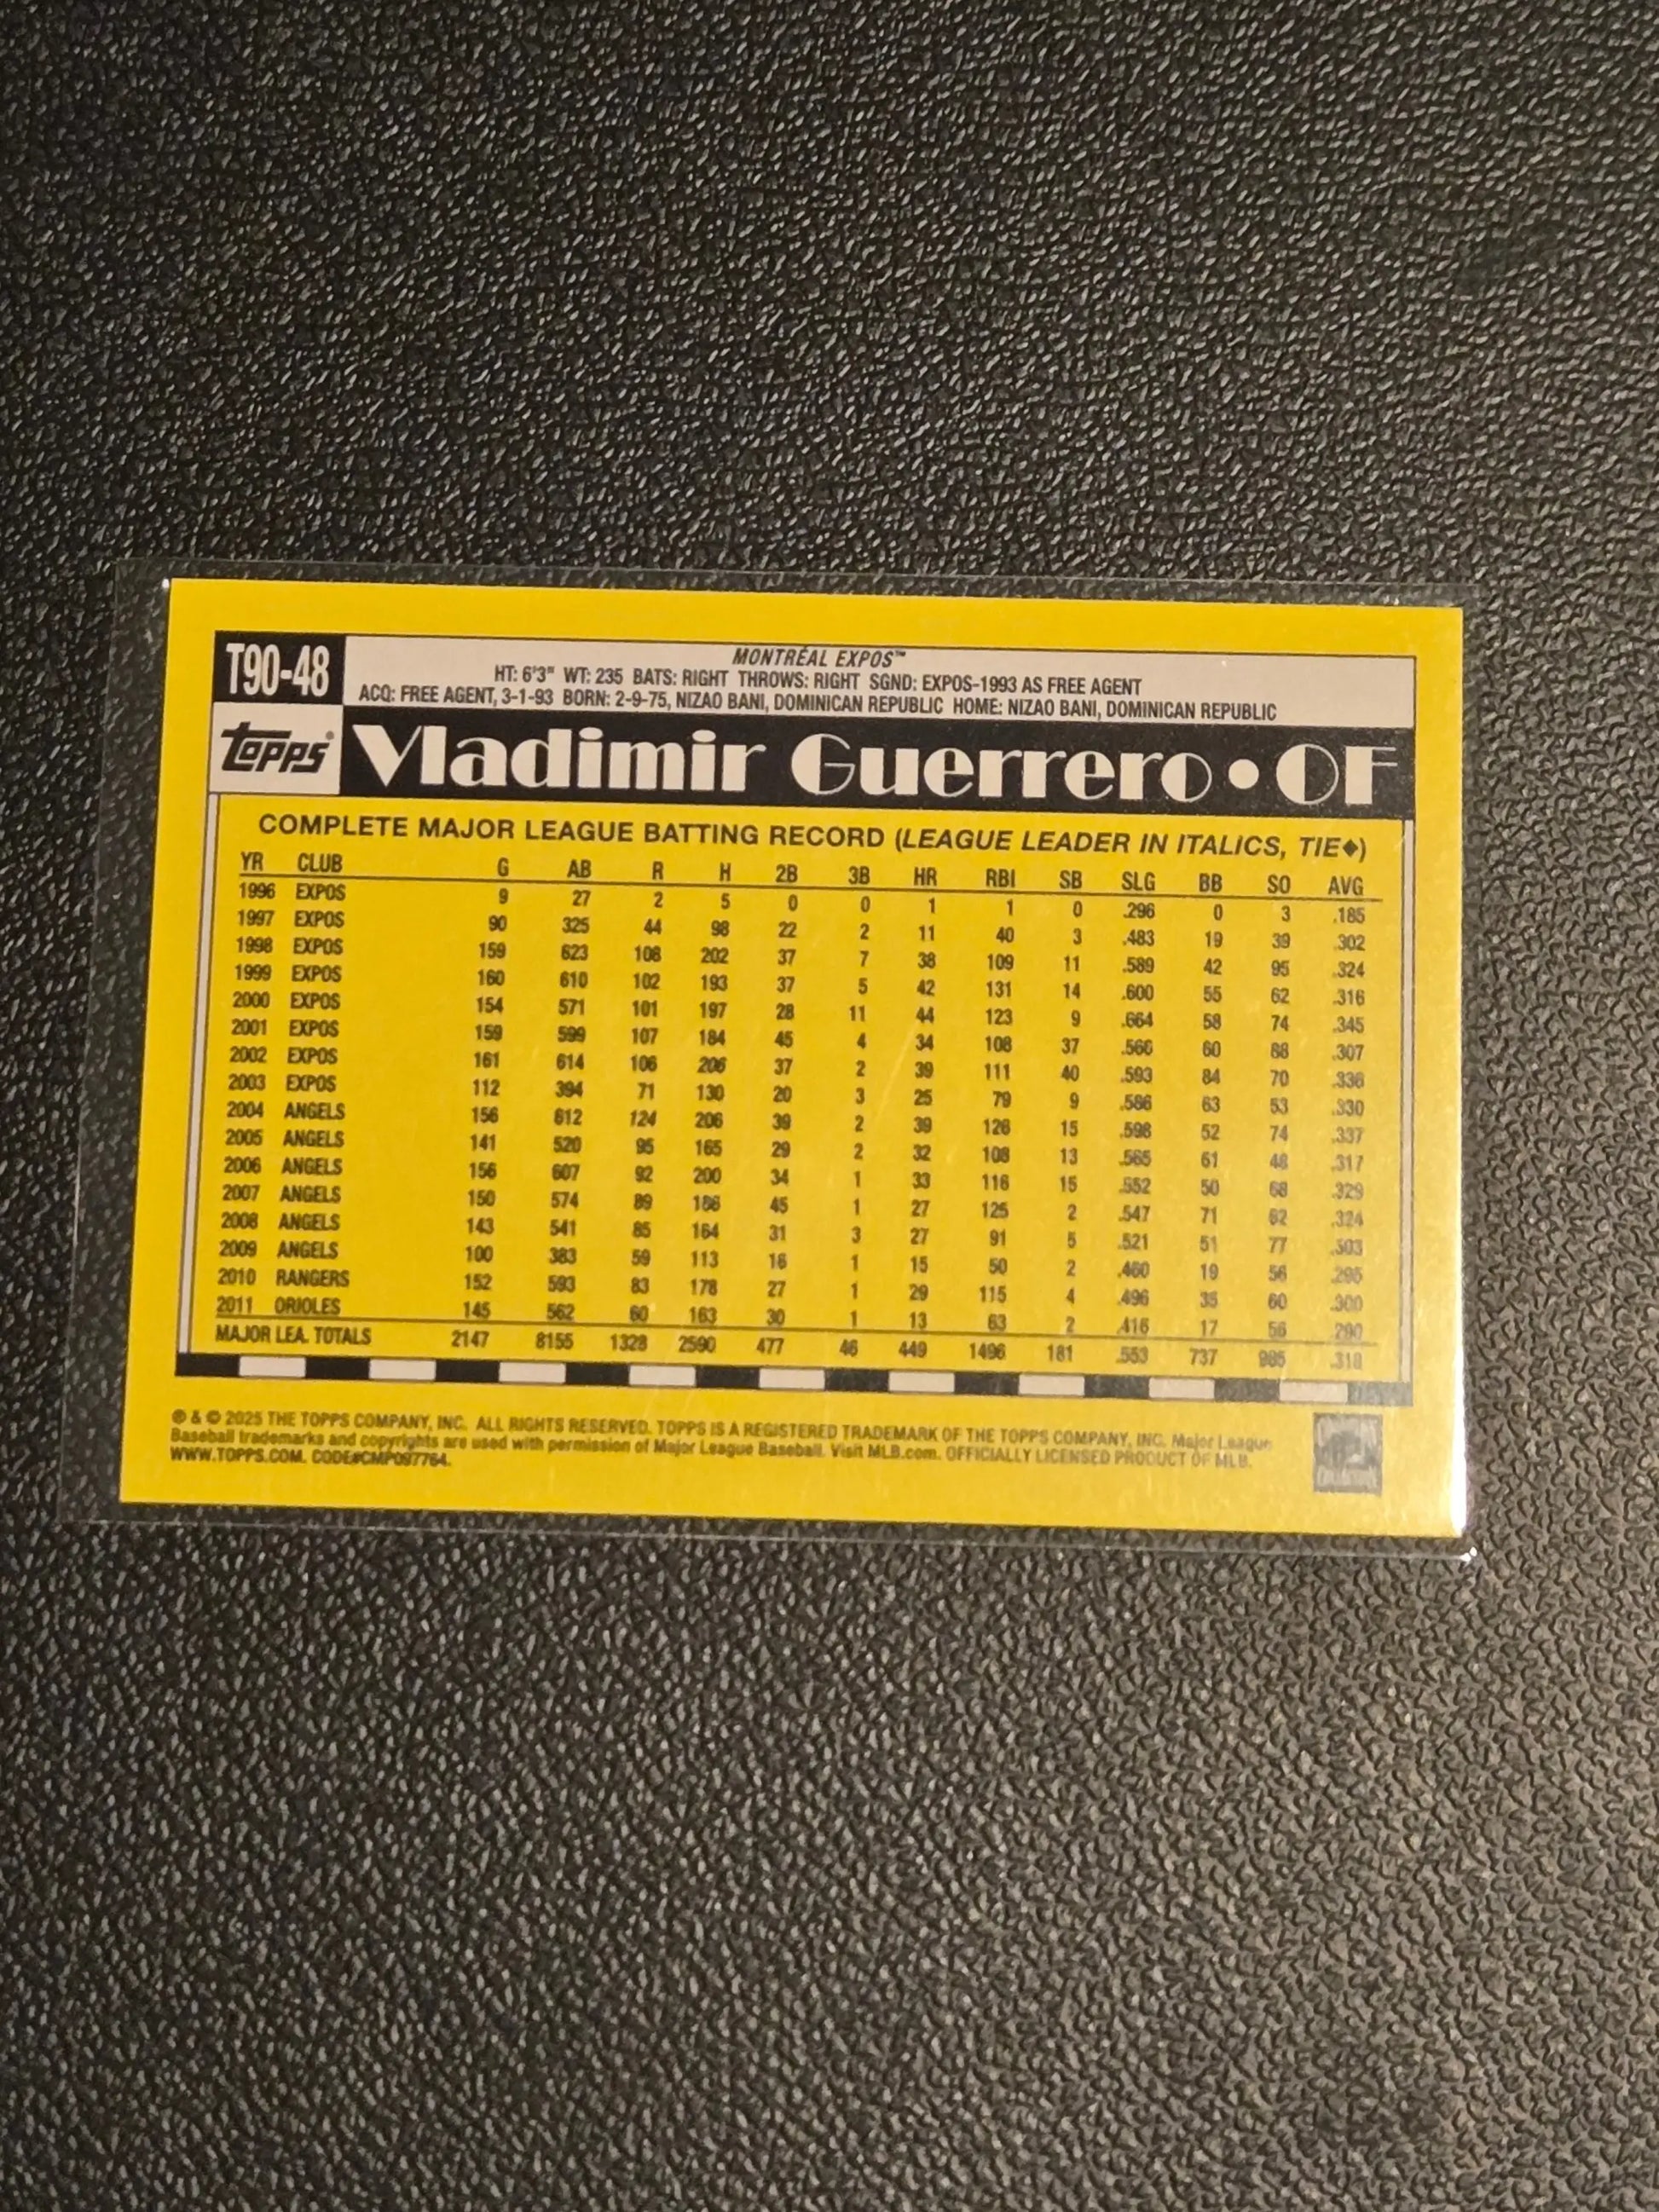 T90-48
MONTRÉAL EXPOS™
HT: 6'3" WT: 235 BATS: RIGHT THROWS: RIGHT SGND: EXPOS-1993 AS FREE AGENT
ACQ: FREE AGENT, 3-1-93 BORN: 2-9-75, NIZAO BANI, DOMINICAN REPUBLIC HOME: NIZAO BANI, DOMINICAN REPUBLIC
topps® Vladimir Guerrero • OF
COMPLETE MAJOR LEAGUE BATTING RECORD (LEAGUE LEADER IN ITALICS, TIE◆)
YR CLUB G AB R H 2B 3B HR RBI SB SLG BB SO AVG
1996 EXPOS 9 27 2 5 0 0 1 1 0 .296 0 3 .185
1997 EXPOS 90 325 44 98 22 2 11 40 3 .483 19 39 .302
1998 EXPOS 159 623 108 202 37 7 38 109 11 .589 42 95 .324
1999 EXPOS 160 610 102 193 37 5 42 131 14 .600 55 62 .316
2000 EXPOS 154 571 101 197 28 11 44 123 9 .664 58 74 .345
2001 EXPOS 159 599 107 184 45 4 34 108 37 .566 60 88 .307
2002 EXPOS 161 614 106 206 37 2 39 111 40 .593 84 70 .336
2003 EXPOS 112 394 71 130 20 3 25 79 9 .586 63 53 .330
2004 ANGELS 156 612 124 206 39 2 39 126 15 .598 52 74 .337
2005 ANGELS 141 520 95 165 29 2 32 108 13 .565 61 48 .317
2006 ANGELS 156 607 92 200 34 1 33 116 15 .552 50 68 .329
2007 ANGELS 150 574 89 186 45 1 27 125 2 .547 71 62 .324
2008 ANGELS 143 541 85 164 31 3 27 91 5 .521 51 77 .303
2009 ANGELS 100 383 59 113 16 1 15 50 2 .460 19 56 .295
2010 RANGERS 152 593 83 178 27 1 29 115 4 .496 35 60 .300
2011 ORIOLES 145 562 60 163 30 1 13 63 2 .416 17 56 .290
MAJOR LEA. TOTALS 2147 8155 1328 2590 477 46 449 1496 181 .553 737 985 .318
® & © 2025 THE TOPPS COMPANY, INC. ALL RIGHTS RESERVED. TOPPS IS A REGISTERED TRADEMARK OF THE TOPPS COMPANY, INC. Major League
Baseball trademarks and copyrights are used with permission of Major League Baseball. Visit MLB.com. OFFICIALLY LICENSED PRODUCT OF MLB.
WWW.TOPPS.COM. CODE#CMP097764.